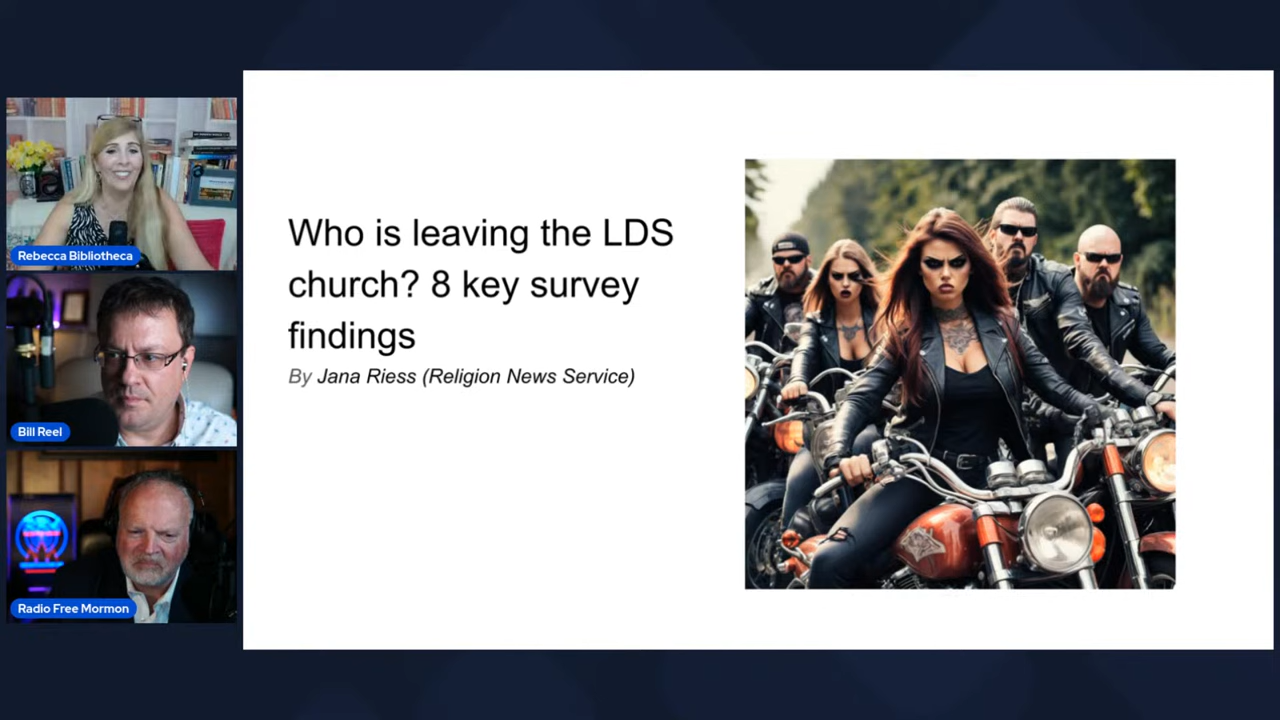 Who is leaving the LDS
church? 8 key survey
findings
By Jana Riess (Religion News Service)
Rebecca Bibliotheca
Bill Reel
Radio Free Mormon